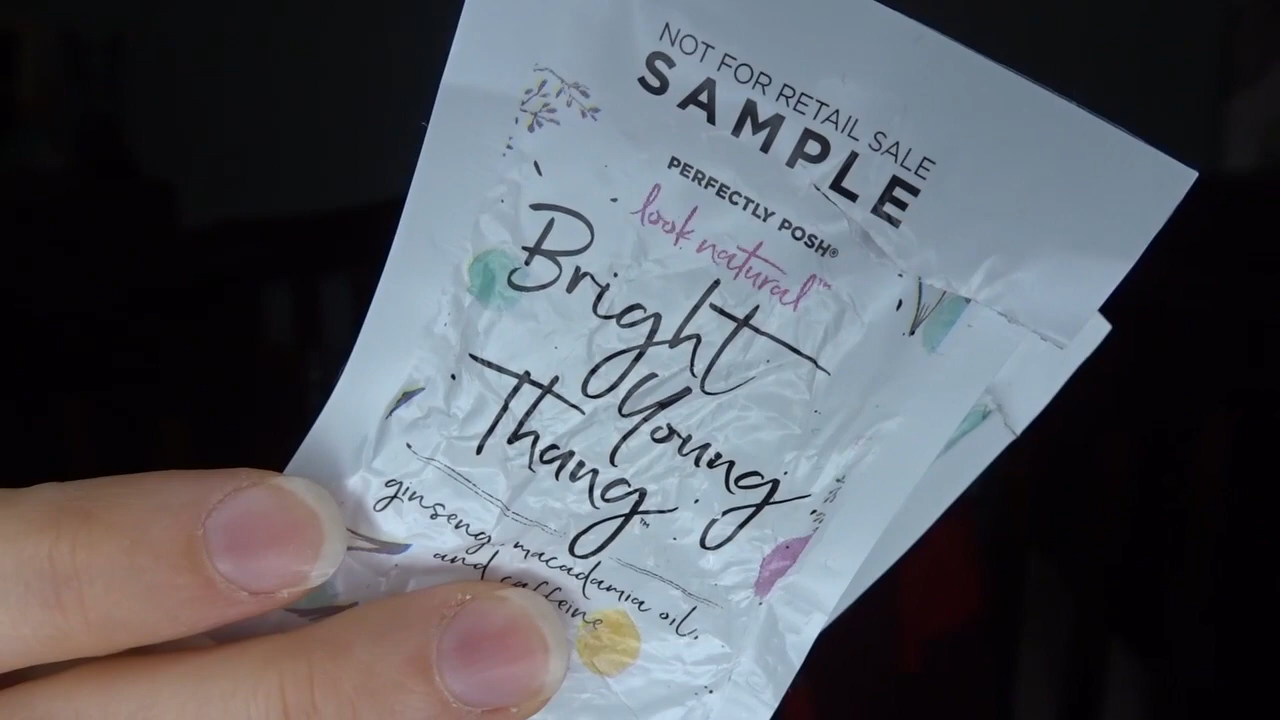 NOT FOR RETAIL SALE
SAMPLE
PERFECTLY POSH®
look natural™
Bright
Young
Thang™
ginseng, macadamia oil,
and caffeine